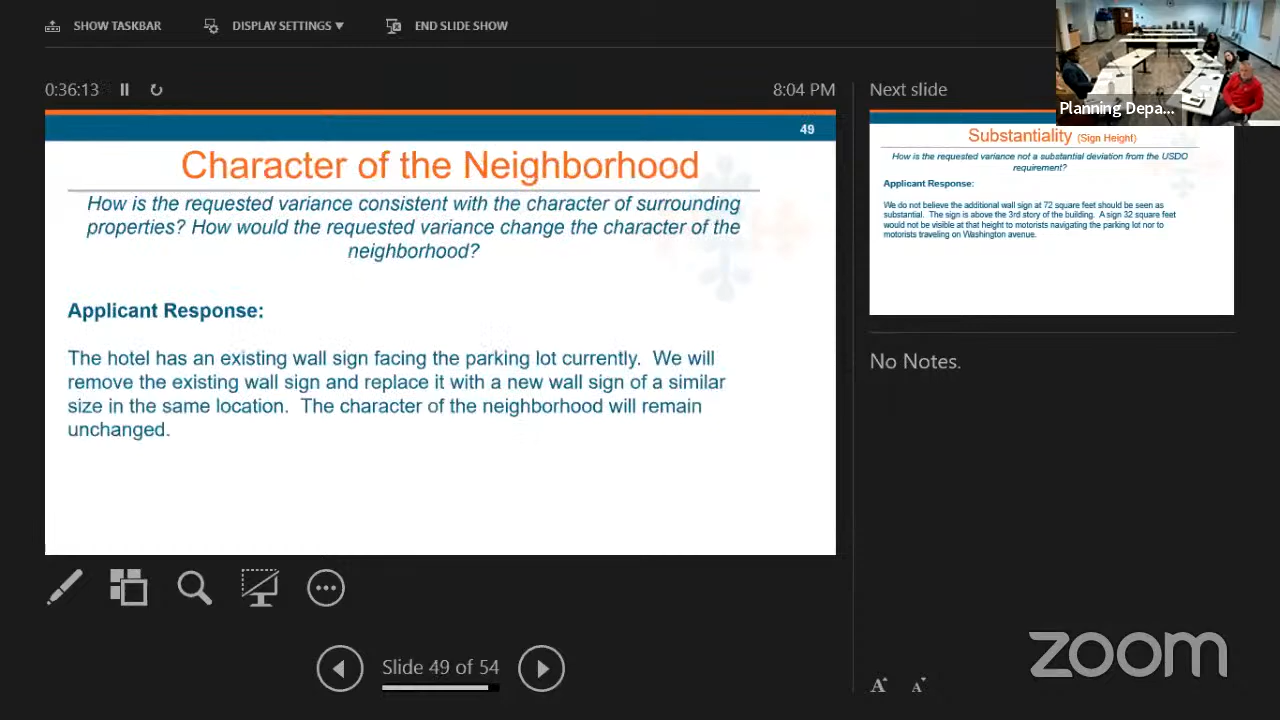 SHOW TASKBAR
DISPLAY SETTINGS
END SLIDE SHOW
Planning Depa...
0:36:13
8:04 PM
49
Character of the Neighborhood
How is the requested variance consistent with the character of surrounding
properties? How would the requested variance change the character of the
neighborhood?
Applicant Response:
The hotel has an existing wall sign facing the parking lot currently. We will
remove the existing wall sign and replace it with a new wall sign of a similar
size in the same location. The character of the neighborhood will remain
unchanged.
Next slide
Substantiality (Sign Height)
How is the requested variance not a substantial deviation from the USDO
requirement?
Applicant Response:
We do not believe the additional wall sign at 72 square feet should be seen as
substantial. The sign is above the 3rd story of the building. A sign 32 square feet
would not be visible at that height to motorists navigating the parking lot nor to
motorists traveling on Washington avenue.
No Notes.
Slide 49 of 54
A A
zoom